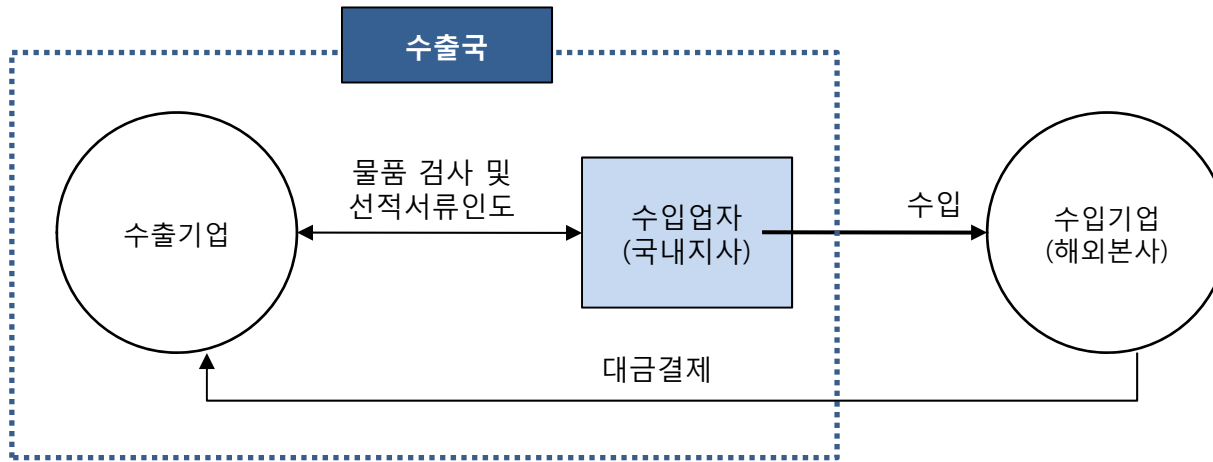 수출국
수출기업
물품 검사 및
선적서류인도
수입업자
(국내지사)
수입
수입기업
(해외본사)
대금결제